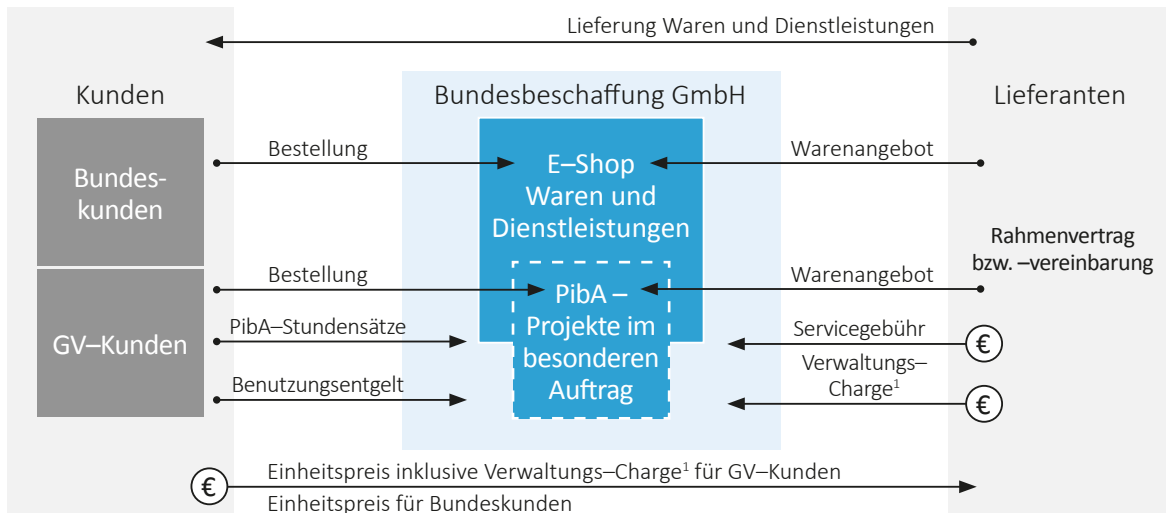 Lieferung Waren und Dienstleistungen
Kunden
Bundesbeschaffung GmbH
Lieferanten
Bundes-
kunden
Bestellung
E–Shop
Waren und
Dienstleistungen
Warenangebot
Rahmenvertrag
bzw. –vereinbarung
GV–Kunden
Bestellung
PibA–Stundensätze
Benutzungsentgelt
PibA –
Projekte im
besonderen
Auftrag
Warenangebot
Servicegebühr
€
Verwaltungs–
Charge¹
€
€
Einheitspreis inklusive Verwaltungs–Charge¹ für GV–Kunden
Einheitspreis für Bundeskunden